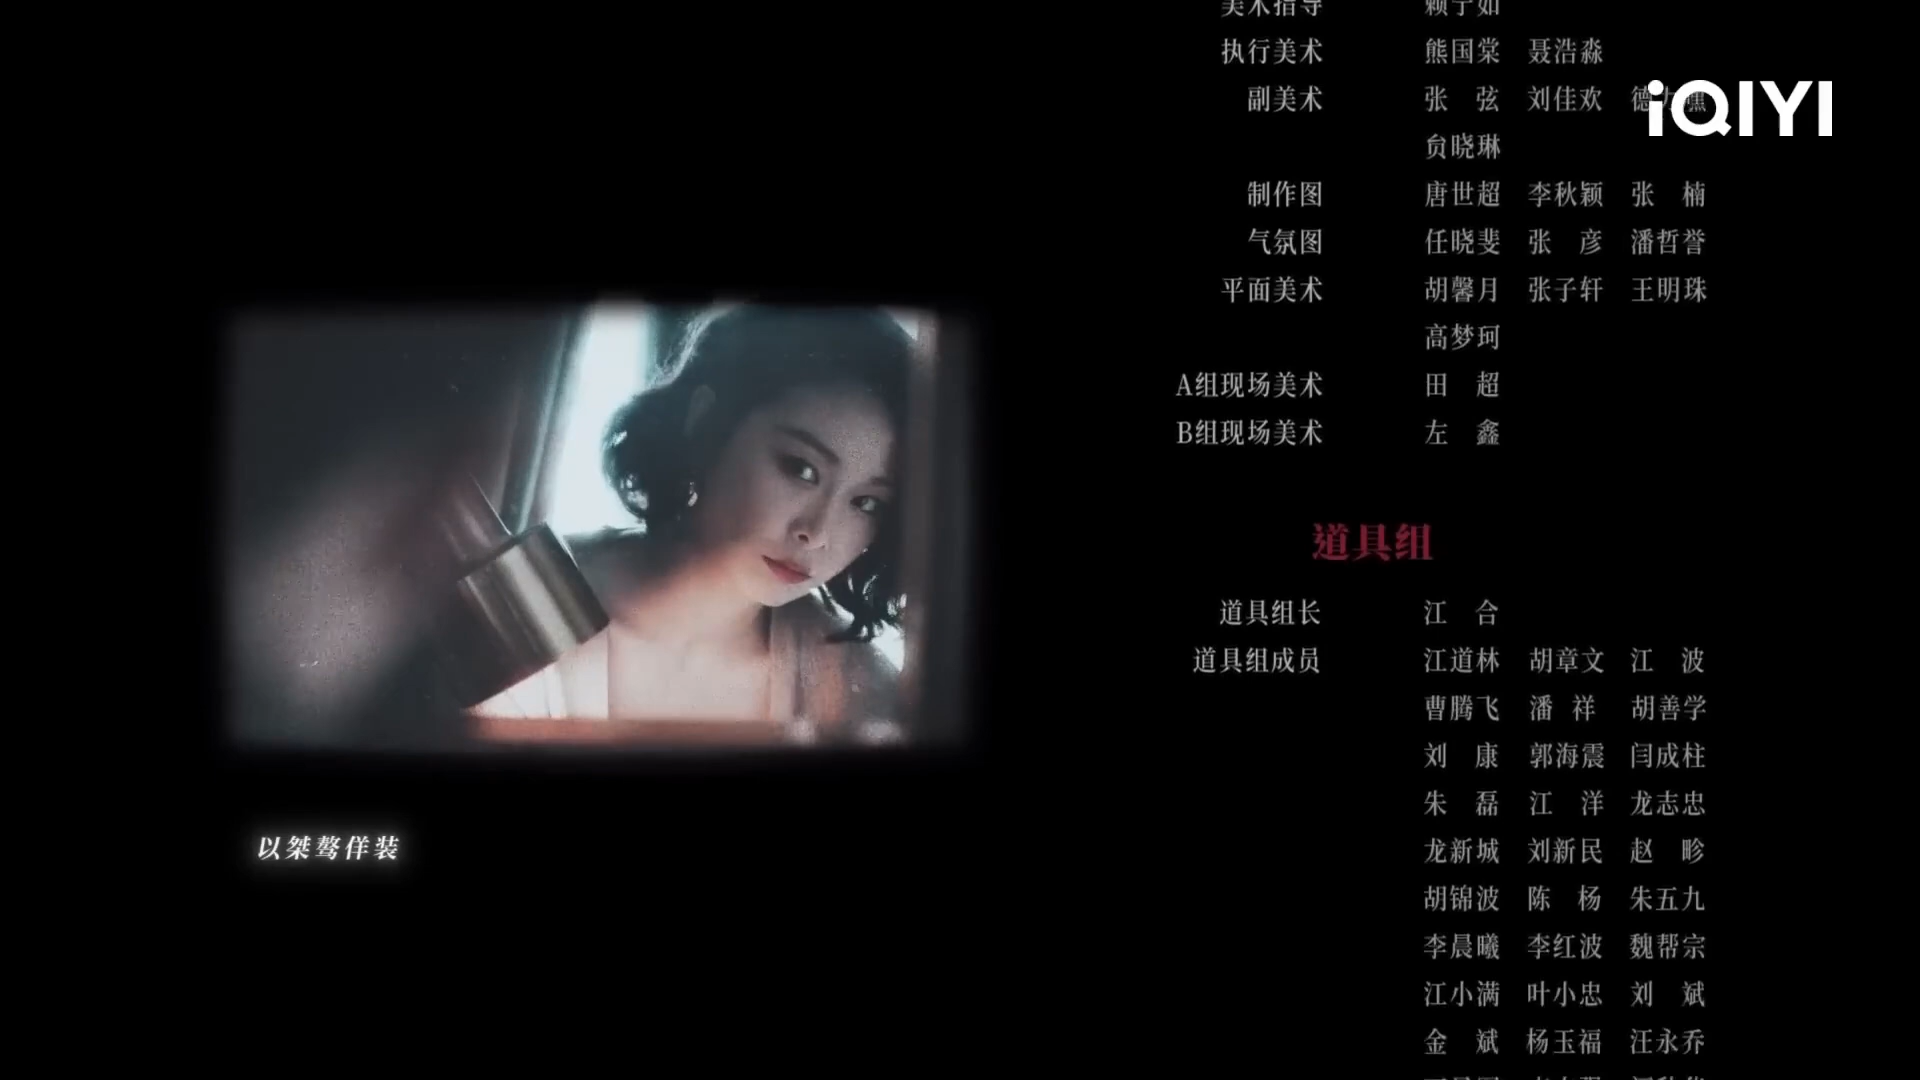 美术指导 赖宇如
执行美术 熊国棠 聂浩淼
副美术 张 弦 刘佳欢
iQIYI
贠晓琳
制作图 唐世超 李秋颖 张 楠
气氛图 任晓斐 张 彦 潘哲誉
平面美术 胡馨月 张子轩 王明珠
高梦珂
A组现场美术 田 超
B组现场美术 左 鑫
道具组
道具组长 江 合
道具组成员 江道林 胡章文 江 波
曹腾飞 潘 祥 胡善学
刘 康 郭海震 闫成柱
朱 磊 江 洋 龙志忠
以桀骜佯装
龙新城 刘新民 赵 畛
胡锦波 陈 杨 朱五九
李晨曦 李红波 魏帮宗
江小满 叶小忠 刘 斌
金 斌 杨玉福 汪永乔